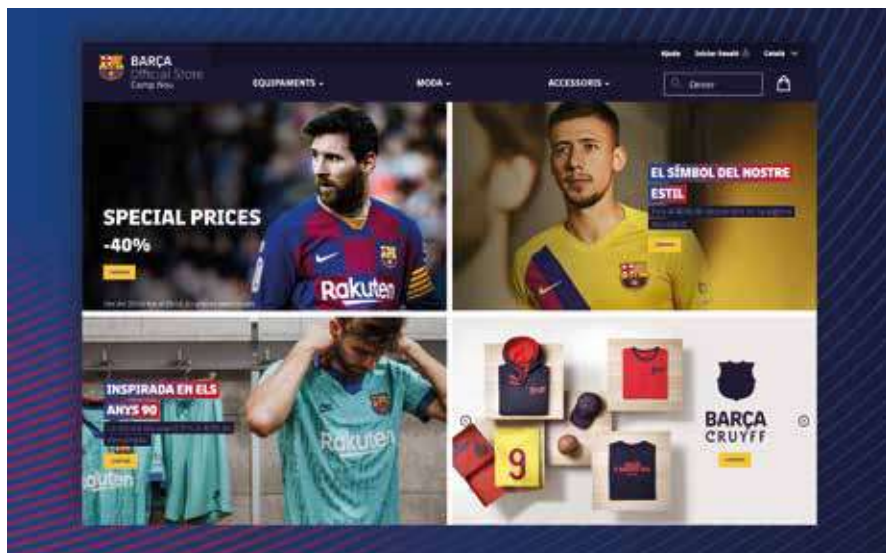 BARÇA
Official Store
Camp Nou
Ajuda
Iniciar Sessió
Català
EQUIPAMENTS
MODA
ACCESSORIS
Cercar
SPECIAL PRICES
-40%
Rakuten
EL SÍMBOL DEL NOSTRE
ESTIL
INSPIRADA EN ELS
ANYS 90
Rakuten
9
BARÇA
CRUYFF